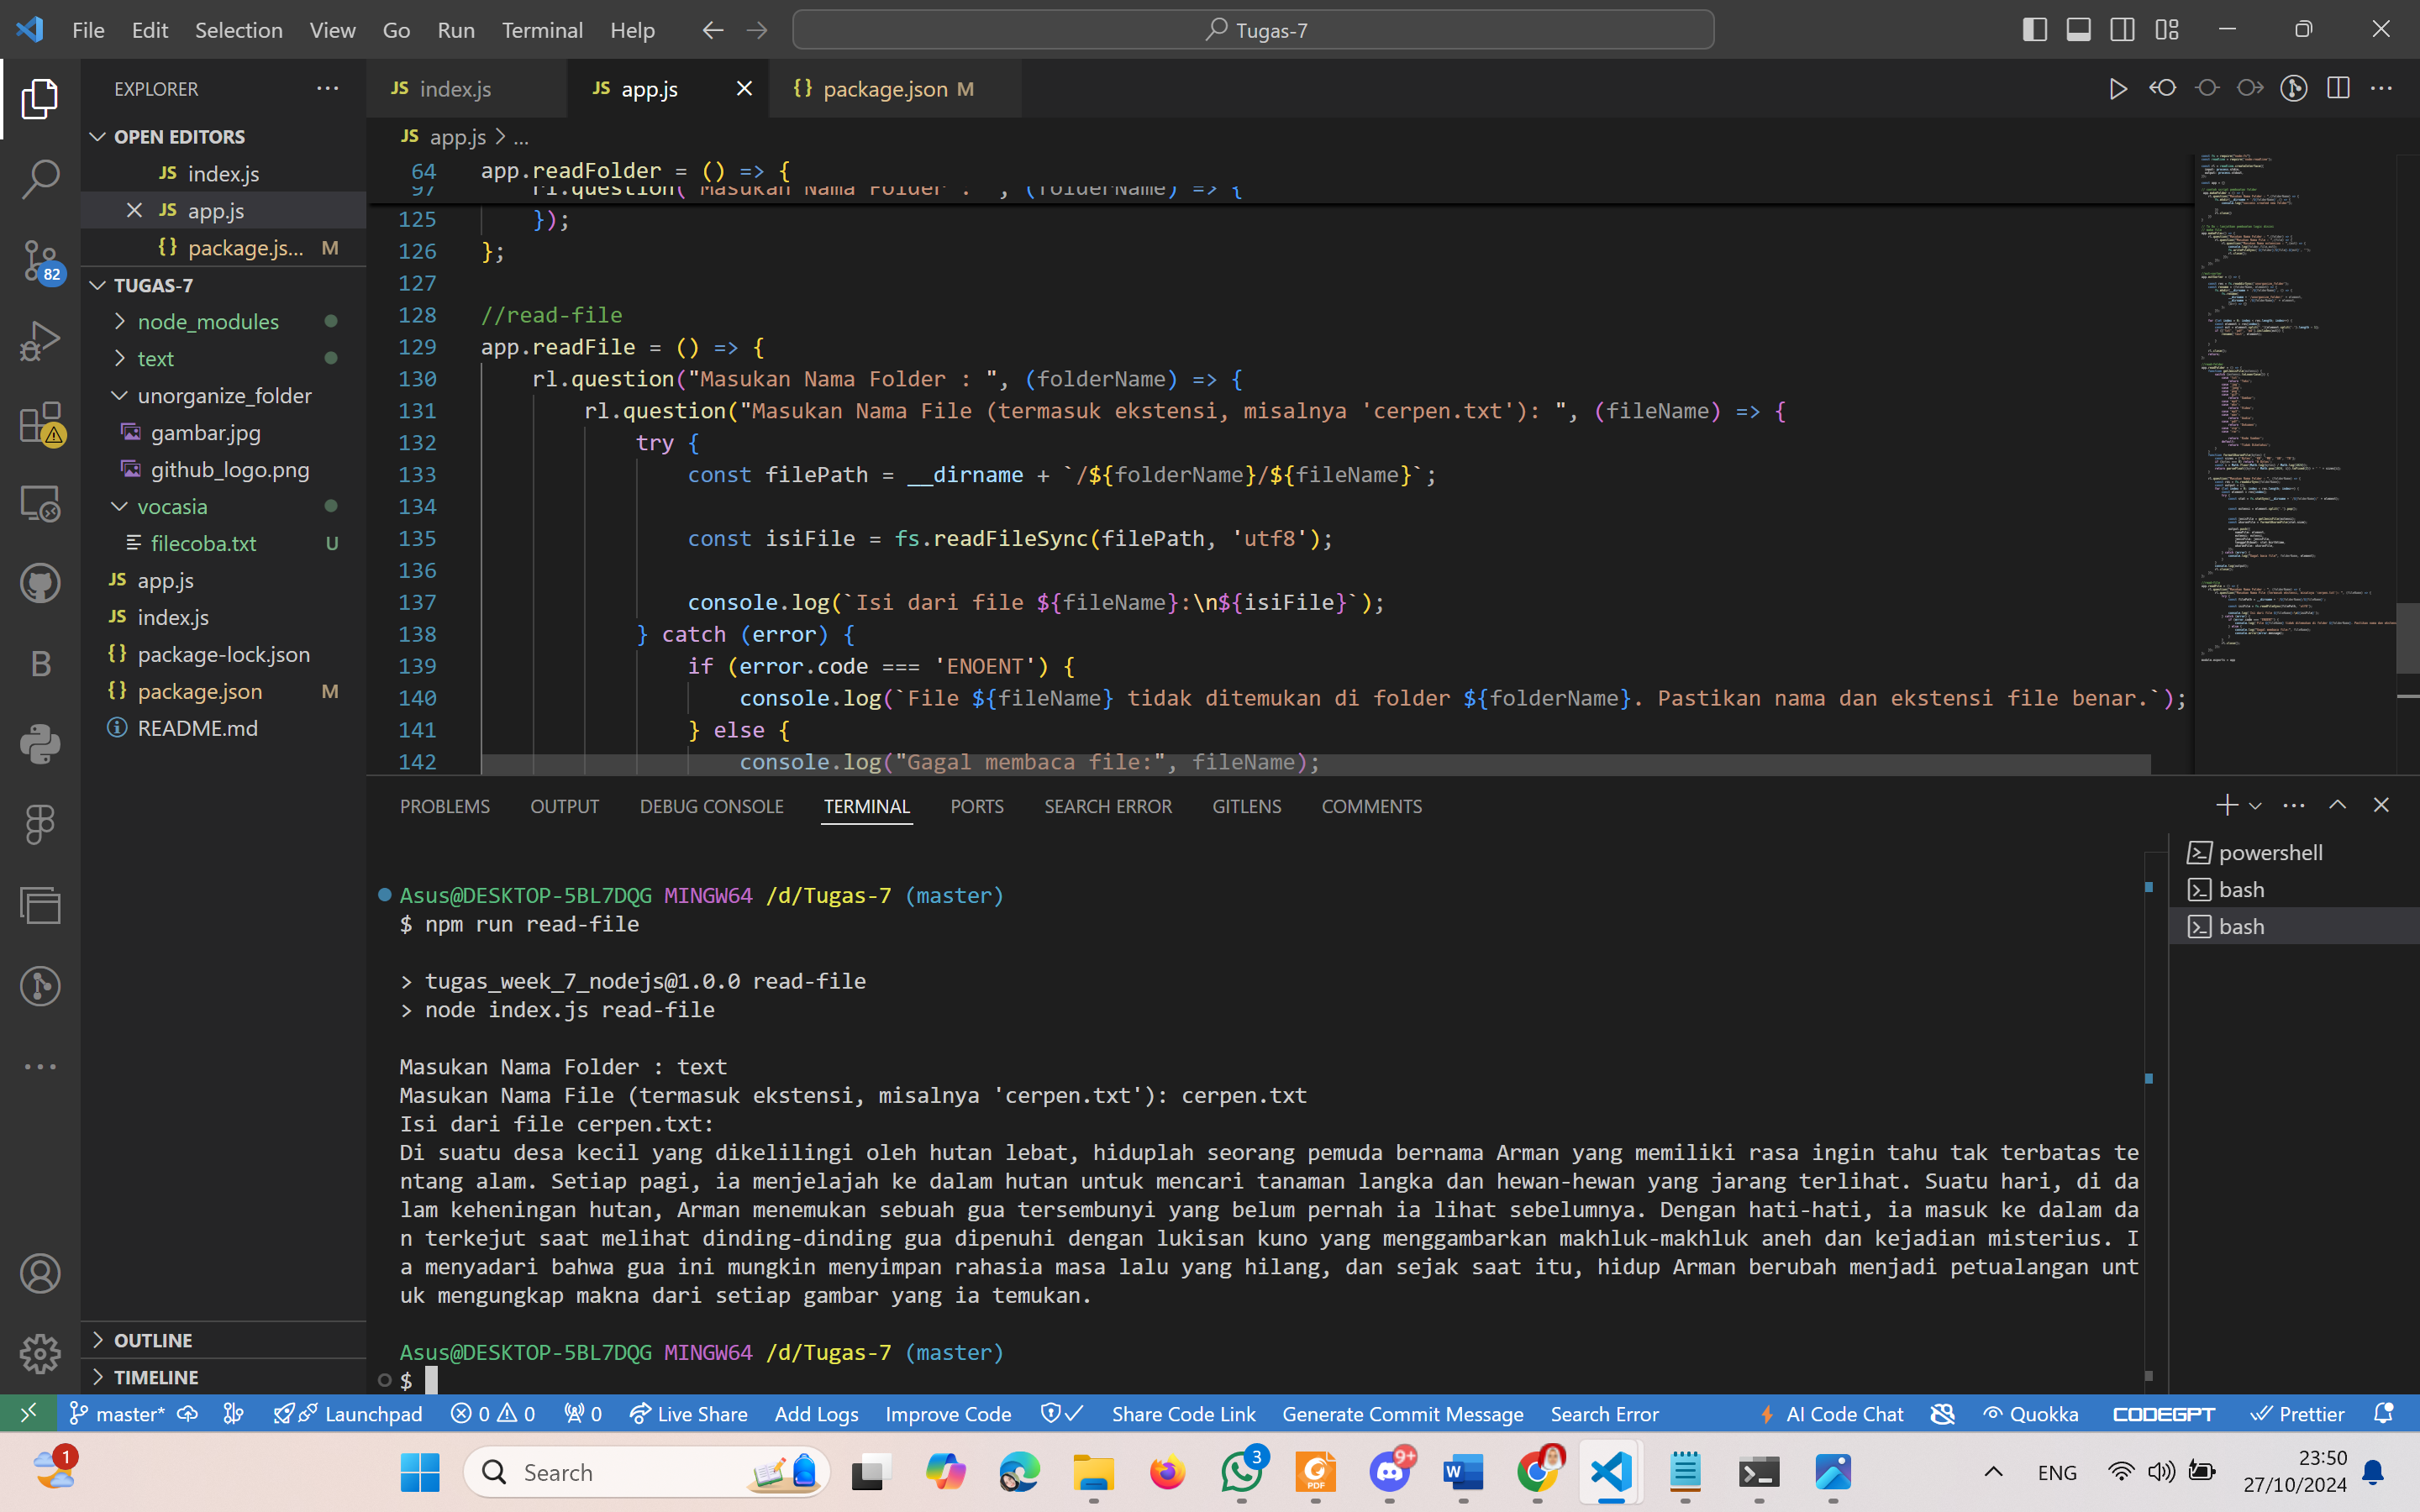 File Edit Selection View Go Run Terminal Help
Tugas-7
EXPLORER
OPEN EDITORS
JS index.js
JS app.js
{} package.js... M
TUGAS-7
node_modules
text
unorganize_folder
gambar.jpg
github_logo.png
vocasia
filecoba.txt U
JS app.js
JS index.js
{} package-lock.json
{} package.json M
README.md
OUTLINE
TIMELINE
82
JS index.js
JS app.js
{} package.json M
JS app.js > ...
64 app.readFolder = () => {
97 rl.question("Masukan Nama Folder : ", (folderName) => {
125 });
126 };
127
128 //read-file
129 app.readFile = () => {
130 rl.question("Masukan Nama Folder : ", (folderName) => {
131 rl.question("Masukan Nama File (termasuk ekstensi, misalnya 'cerpen.txt'): ", (fileName) => {
132 try {
133 const filePath = __dirname + `/${folderName}/${fileName}`;
134
135 const isiFile = fs.readFileSync(filePath, 'utf8');
136
137 console.log(`Isi dari file ${fileName}:\n${isiFile}`);
138 } catch (error) {
139 if (error.code === 'ENOENT') {
140 console.log(`File ${fileName} tidak ditemukan di folder ${folderName}. Pastikan nama dan ekstensi file benar.`);
141 } else {
142 console.log("Gagal membaca file:", fileName);
PROBLEMS OUTPUT DEBUG CONSOLE TERMINAL PORTS SEARCH ERROR GITLENS COMMENTS
powershell
bash
bash
Asus@DESKTOP-5BL7DQG MINGW64 /d/Tugas-7 (master)
$ npm run read-file
> tugas_week_7_nodejs@1.0.0 read-file
> node index.js read-file
Masukan Nama Folder : text
Masukan Nama File (termasuk ekstensi, misalnya 'cerpen.txt'): cerpen.txt
Isi dari file cerpen.txt:
Di suatu desa kecil yang dikelilingi oleh hutan lebat, hiduplah seorang pemuda bernama Arman yang memiliki rasa ingin tahu tak terbatas te
ntang alam. Setiap pagi, ia menjelajah ke dalam hutan untuk mencari tanaman langka dan hewan-hewan yang jarang terlihat. Suatu hari, di da
lam keheningan hutan, Arman menemukan sebuah gua tersembunyi yang belum pernah ia lihat sebelumnya. Dengan hati-hati, ia masuk ke dalam da
n terkejut saat melihat dinding-dinding gua dipenuhi dengan lukisan kuno yang menggambarkan makhluk-makhluk aneh dan kejadian misterius. I
a menyadari bahwa gua ini mungkin menyimpan rahasia masa lalu yang hilang, dan sejak saat itu, hidup Arman berubah menjadi petualangan unt
uk mengungkap makna dari setiap gambar yang ia temukan.
Asus@DESKTOP-5BL7DQG MINGW64 /d/Tugas-7 (master)
$
master* Launchpad 0 0 0 Live Share Add Logs Improve Code Share Code Link Generate Commit Message Search Error AI Code Chat Quokka CODEGPT Prettier
1
Search
PDF
3
9+
ENG
23:50
27/10/2024